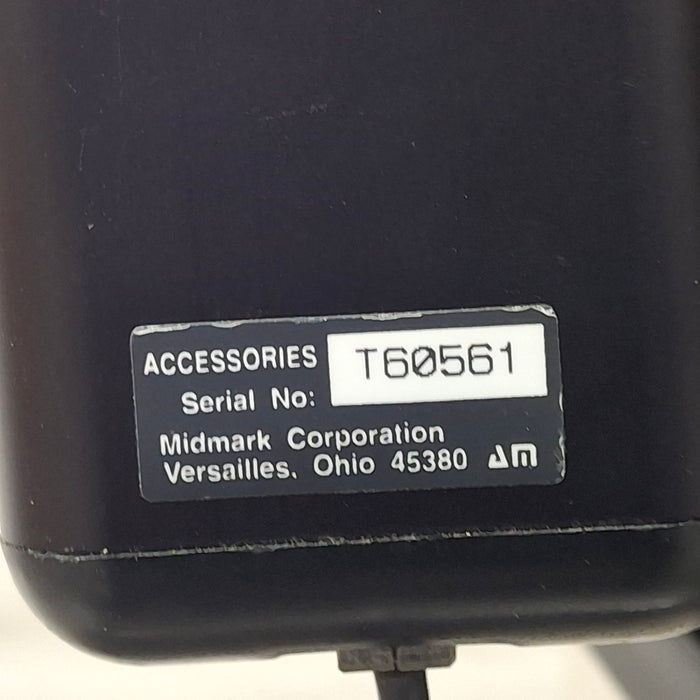 ACCESSORIES
Serial No: T60561
Midmark Corporation
Versailles, Ohio 45380